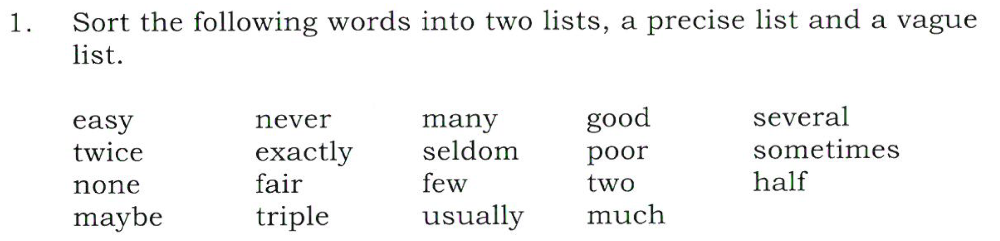 1. Sort the following words into two lists, a precise list and a vague
list.
easy never many good several
twice exactly seldom poor sometimes
none fair few two half
maybe triple usually much